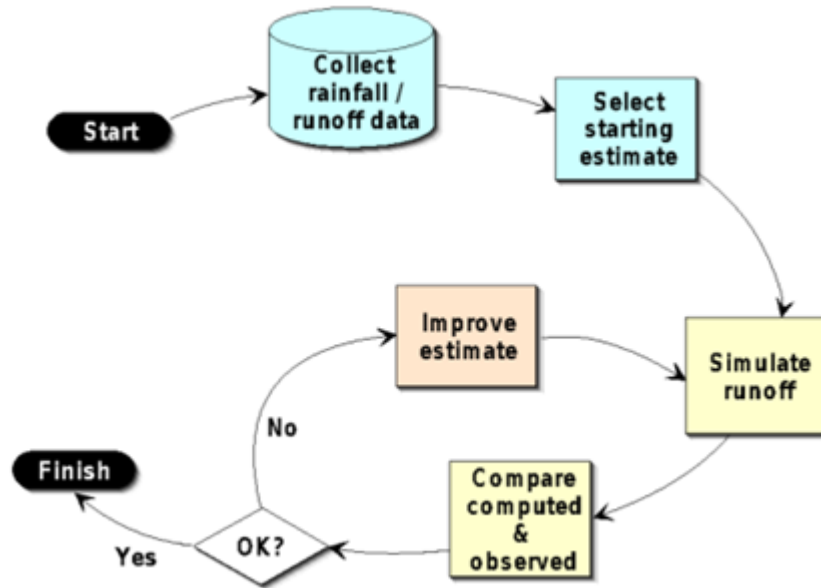 Start
Collect
rainfall /
runoff data
Select
starting
estimate
Simulate
runoff
Compare
computed
&
observed
OK?
No
Improve
estimate
Yes
Finish